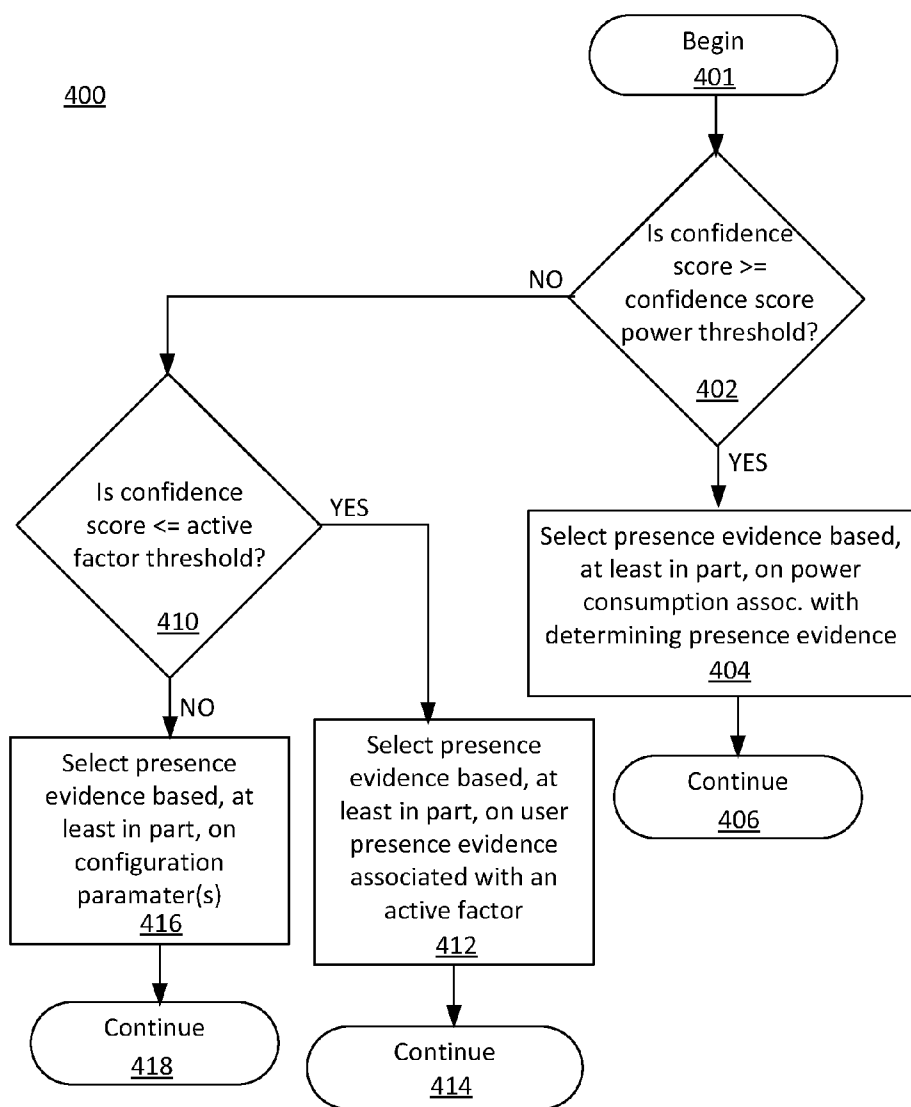 Begin
401
400
Is confidence
score >=
confidence score
power threshold?
402
NO
YES
Is confidence
score <= active
factor threshold?
410
YES
NO
Select presence evidence based,
at least in part, on power
consumption assoc. with
determining presence evidence
404
Continue
406
Select presence
evidence based, at
least in part, on
configuration
paramater(s)
416
Select presence
evidence based, at
least in part, on user
presence evidence
associated with an
active factor
412
Continue
418
Continue
414